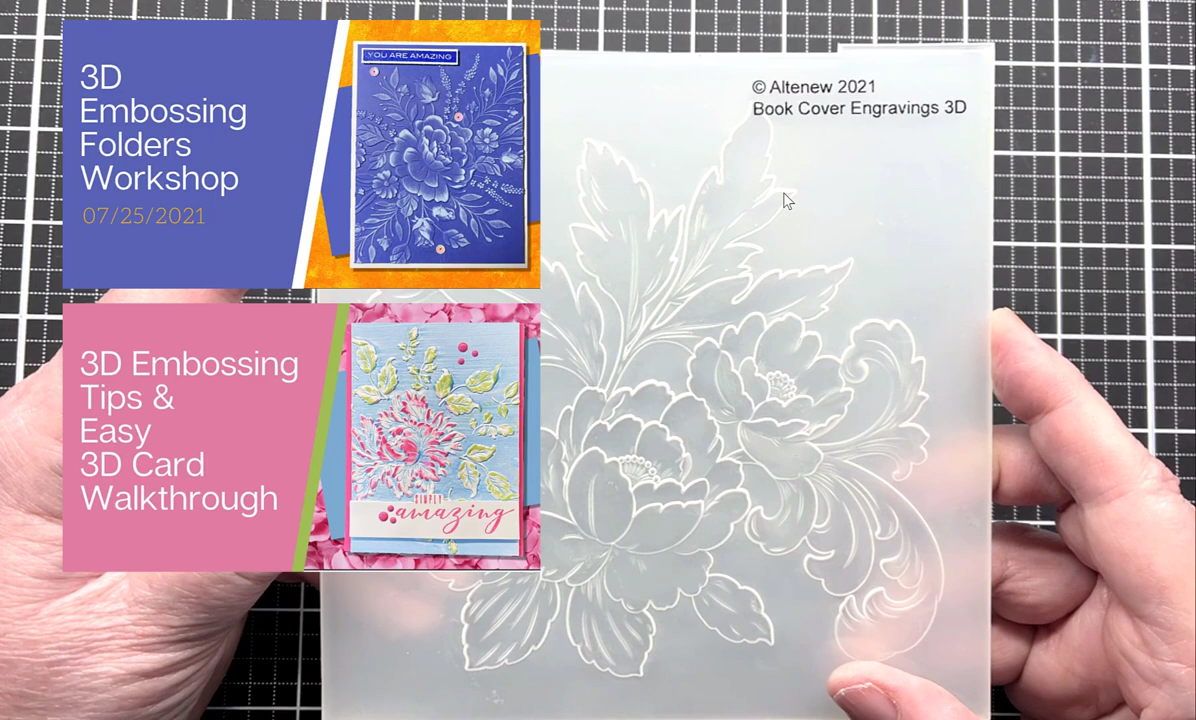 3D
Embossing
Folders
Workshop
07/25/2021
YOU ARE AMAZING
3D Embossing
Tips &
Easy
3D Card
Walkthrough
SIMPLY
amazing
© Altenew 2021
Book Cover Engravings 3D